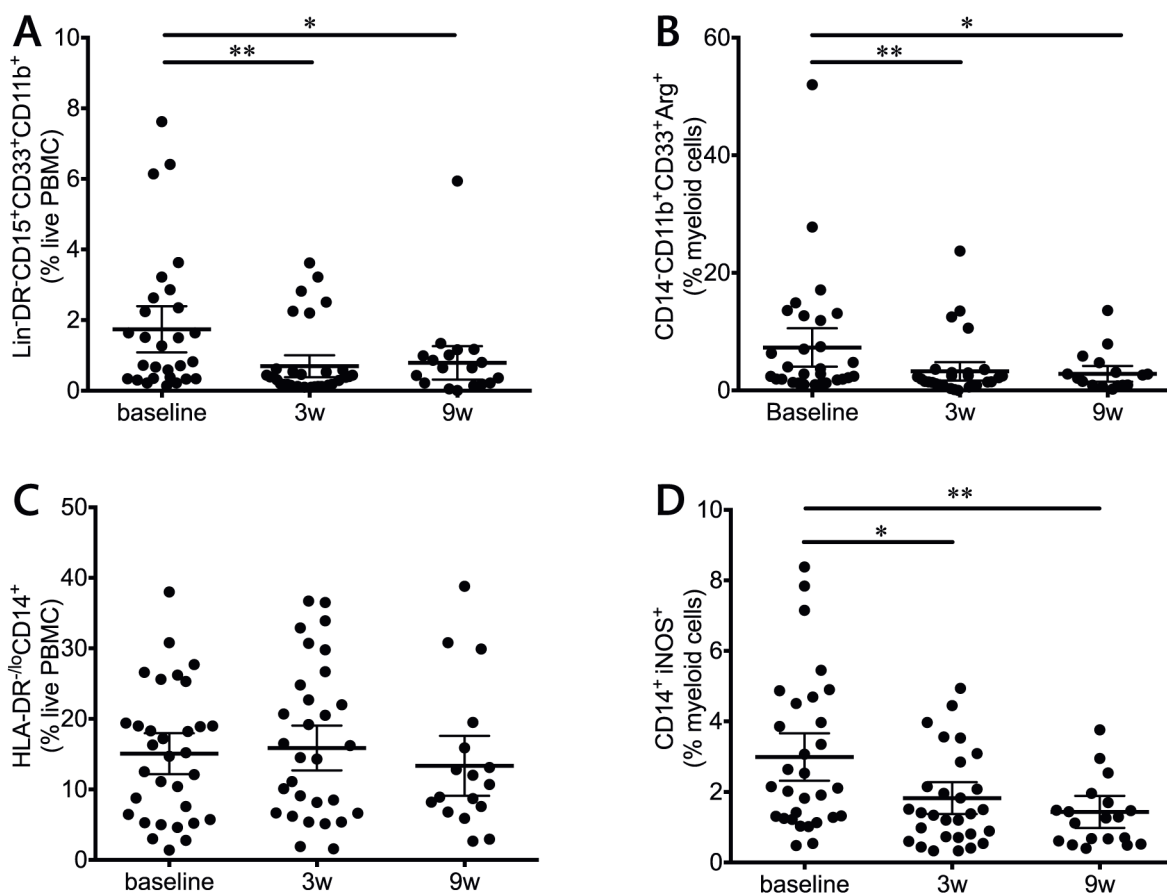 A
Lin⁻DR⁻CD15⁺CD33⁺CD11b⁺
(% live PBMC)
10
8
6
4
2
0
*
**
baseline
3w
9w
B
CD14⁻CD11b⁺CD33⁺Arg⁺
(% myeloid cells)
60
40
20
0
*
**
Baseline
3w
9w
C
HLA-DR⁻/ˡᵒCD14⁺
(% live PBMC)
50
40
30
20
10
0
baseline
3w
9w
D
CD14⁺ iNOS⁺
(% myeloid cells)
10
8
6
4
2
0
**
*
baseline
3w
9w